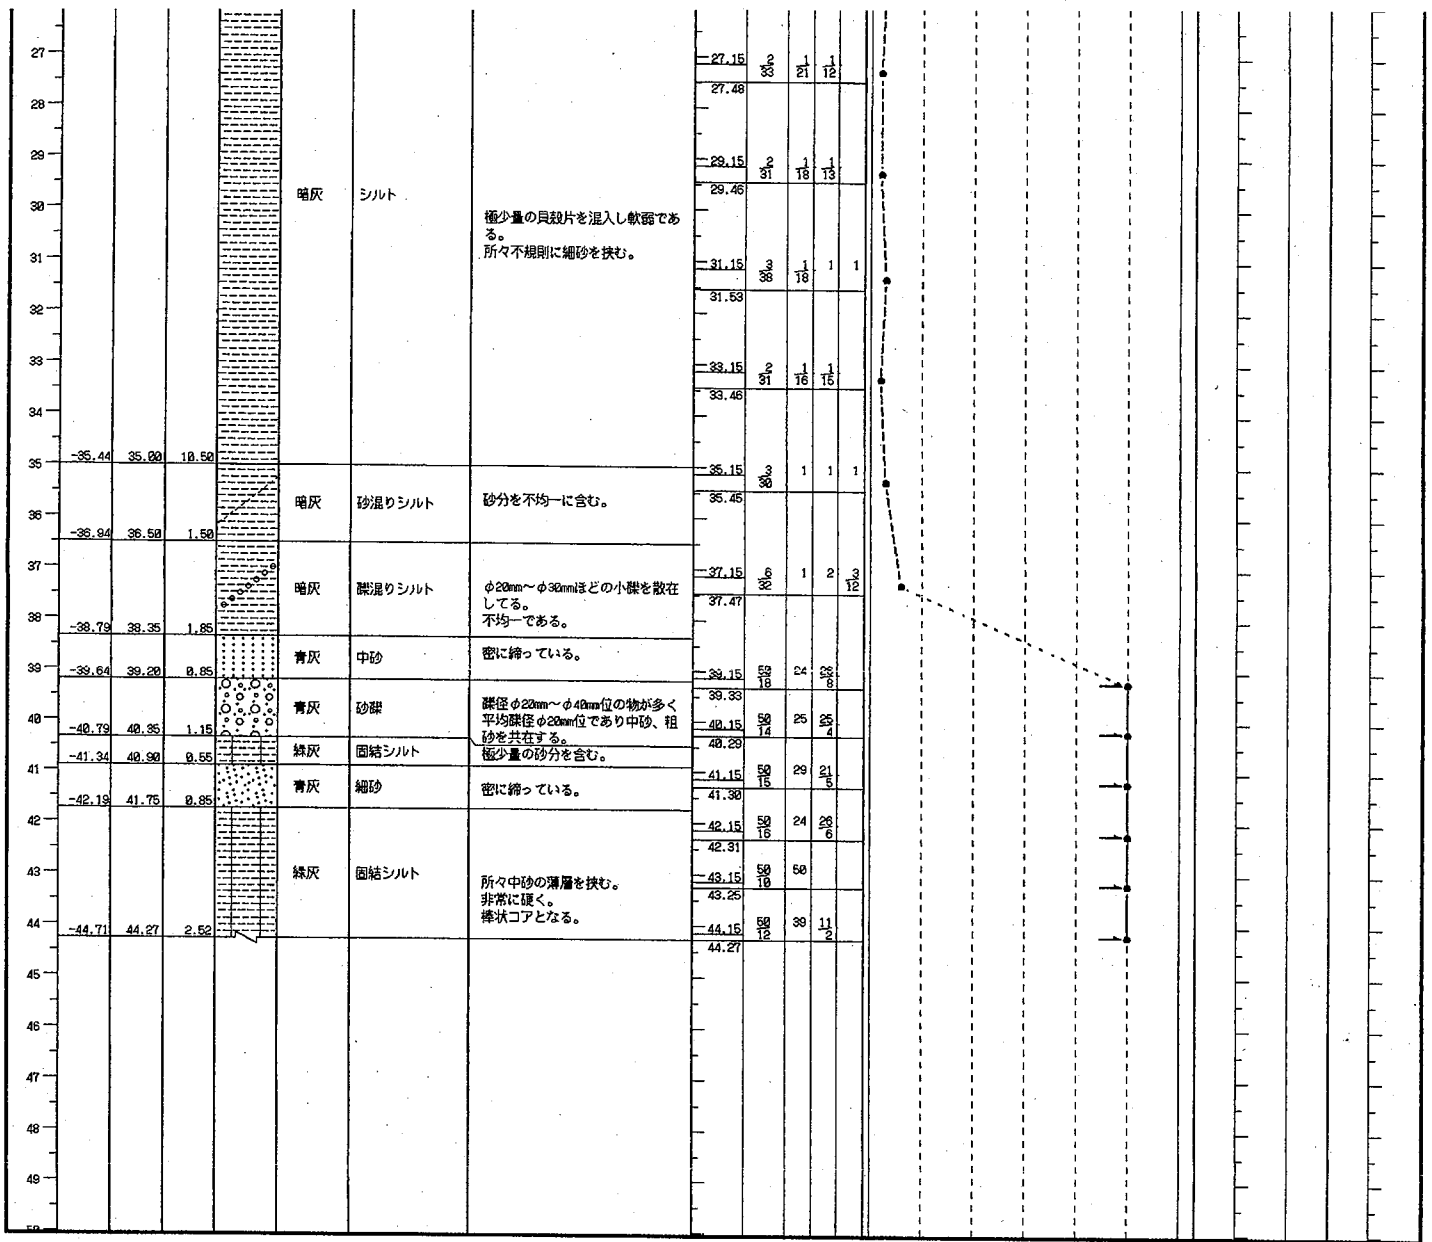 27
28
29
30
31
32
33
34
35
36
37
38
39
40
41
42
43
44
45
46
47
48
49
-35.44 35.00 10.50
-36.94 36.50 1.50
-38.79 38.35 1.85
-39.64 39.20 0.85
-40.79 40.35 1.15
-41.34 40.90 0.55
-42.19 41.75 0.85
-44.71 44.27 2.52
暗灰 シルト
極少量の貝殻片を混入し軟弱であ
る。
所々不規則に細砂を挟む。
暗灰 砂混りシルト 砂分を不均一に含む。
暗灰 礫混りシルト φ20mm～φ30mmほどの小礫を散在
してる。
不均一である。
青灰 中砂 密に締っている。
青灰 砂礫 礫径φ20mm～φ40mm位の物が多く
平均礫径φ20mm位であり中砂、粗
砂を共在する。
緑灰 固結シルト 極少量の砂分を含む。
青灰 細砂 密に締っている。
緑灰 固結シルト
所々中砂の薄層を挟む。
非常に硬く。
棒状コアとなる。
27.15 2/33 1/21 1/12
27.48
29.15 2/31 1/18 1/13
29.46
31.15 3/38 1/18 1 1
31.53
33.15 2/31 1/16 1/15
33.46
35.15 3/30 1 1 1
35.45
37.15 6/32 1 2 3/12
37.47
39.15 50/18 24 26/8
39.33
40.15 50/14 25 25/4
40.29
41.15 50/15 29 21/5
41.30
42.15 50/16 24 26/6
42.31
43.15 50/10 50
43.25
44.15 50/12 39 11/2
44.27